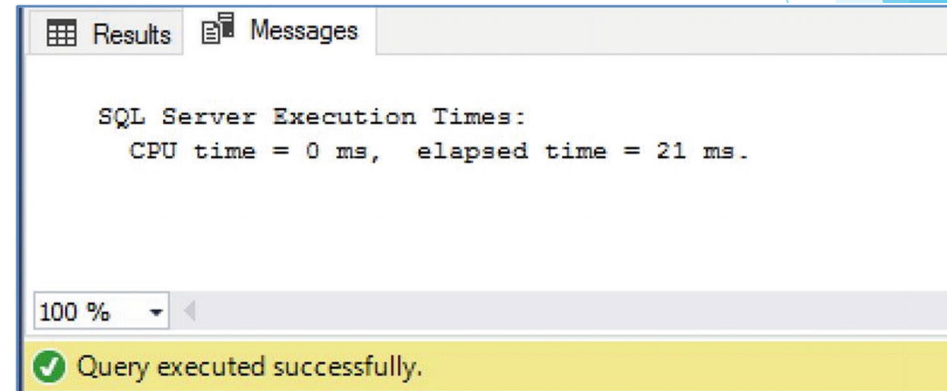 Results Messages
SQL Server Execution Times:
CPU time = 0 ms,  elapsed time = 21 ms.
100 %
Query executed successfully.